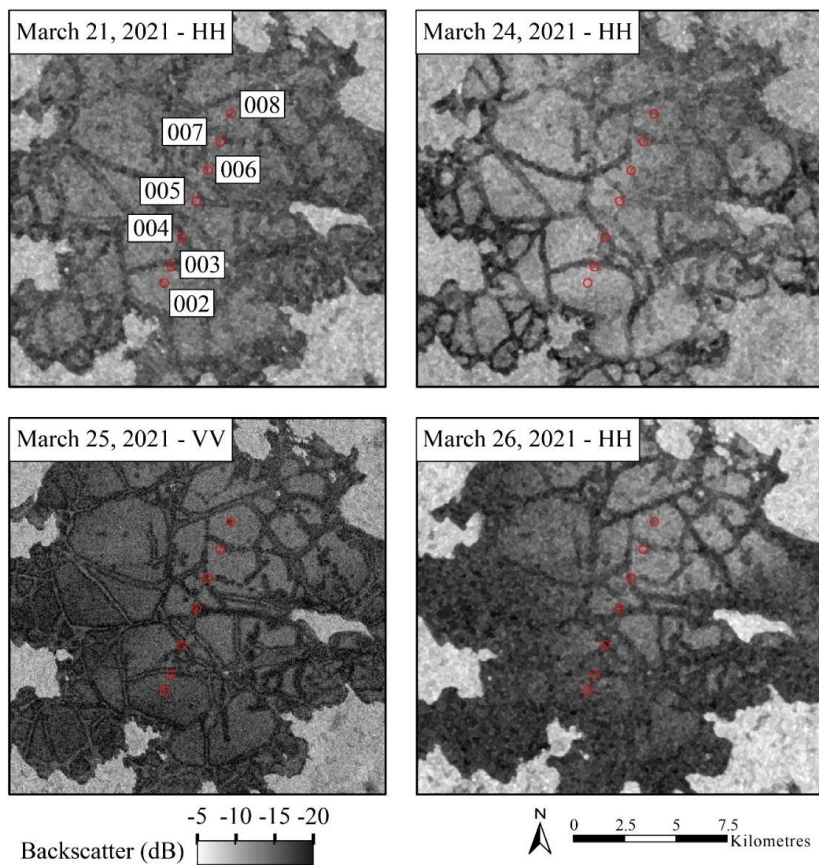 March 21, 2021 - HH
March 24, 2021 - HH
008
007
006
005
004
003
002
March 25, 2021 - VV
March 26, 2021 - HH
-5 -10 -15 -20
Backscatter (dB)
N
0 2.5 5 7.5
Kilometres